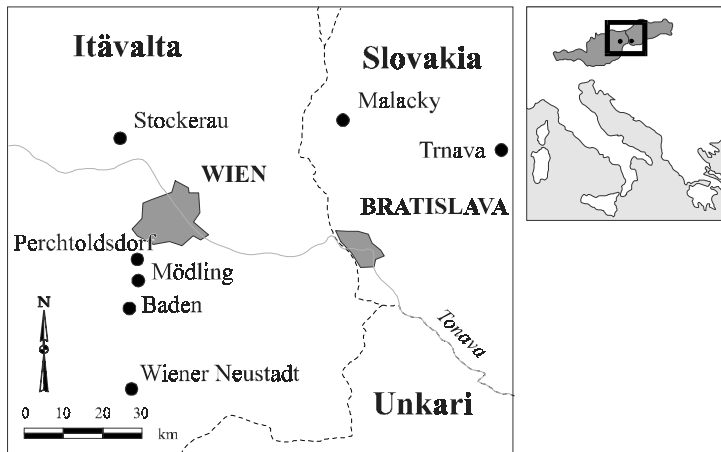 Itävalta
Slovakia
Malacky
Stockerau
Trnava
WIEN
BRATISLAVA
Perchtoldsdorf
Mödling
Baden
Tonava
N
Wiener Neustadt
Unkari
0 10 20 30
km